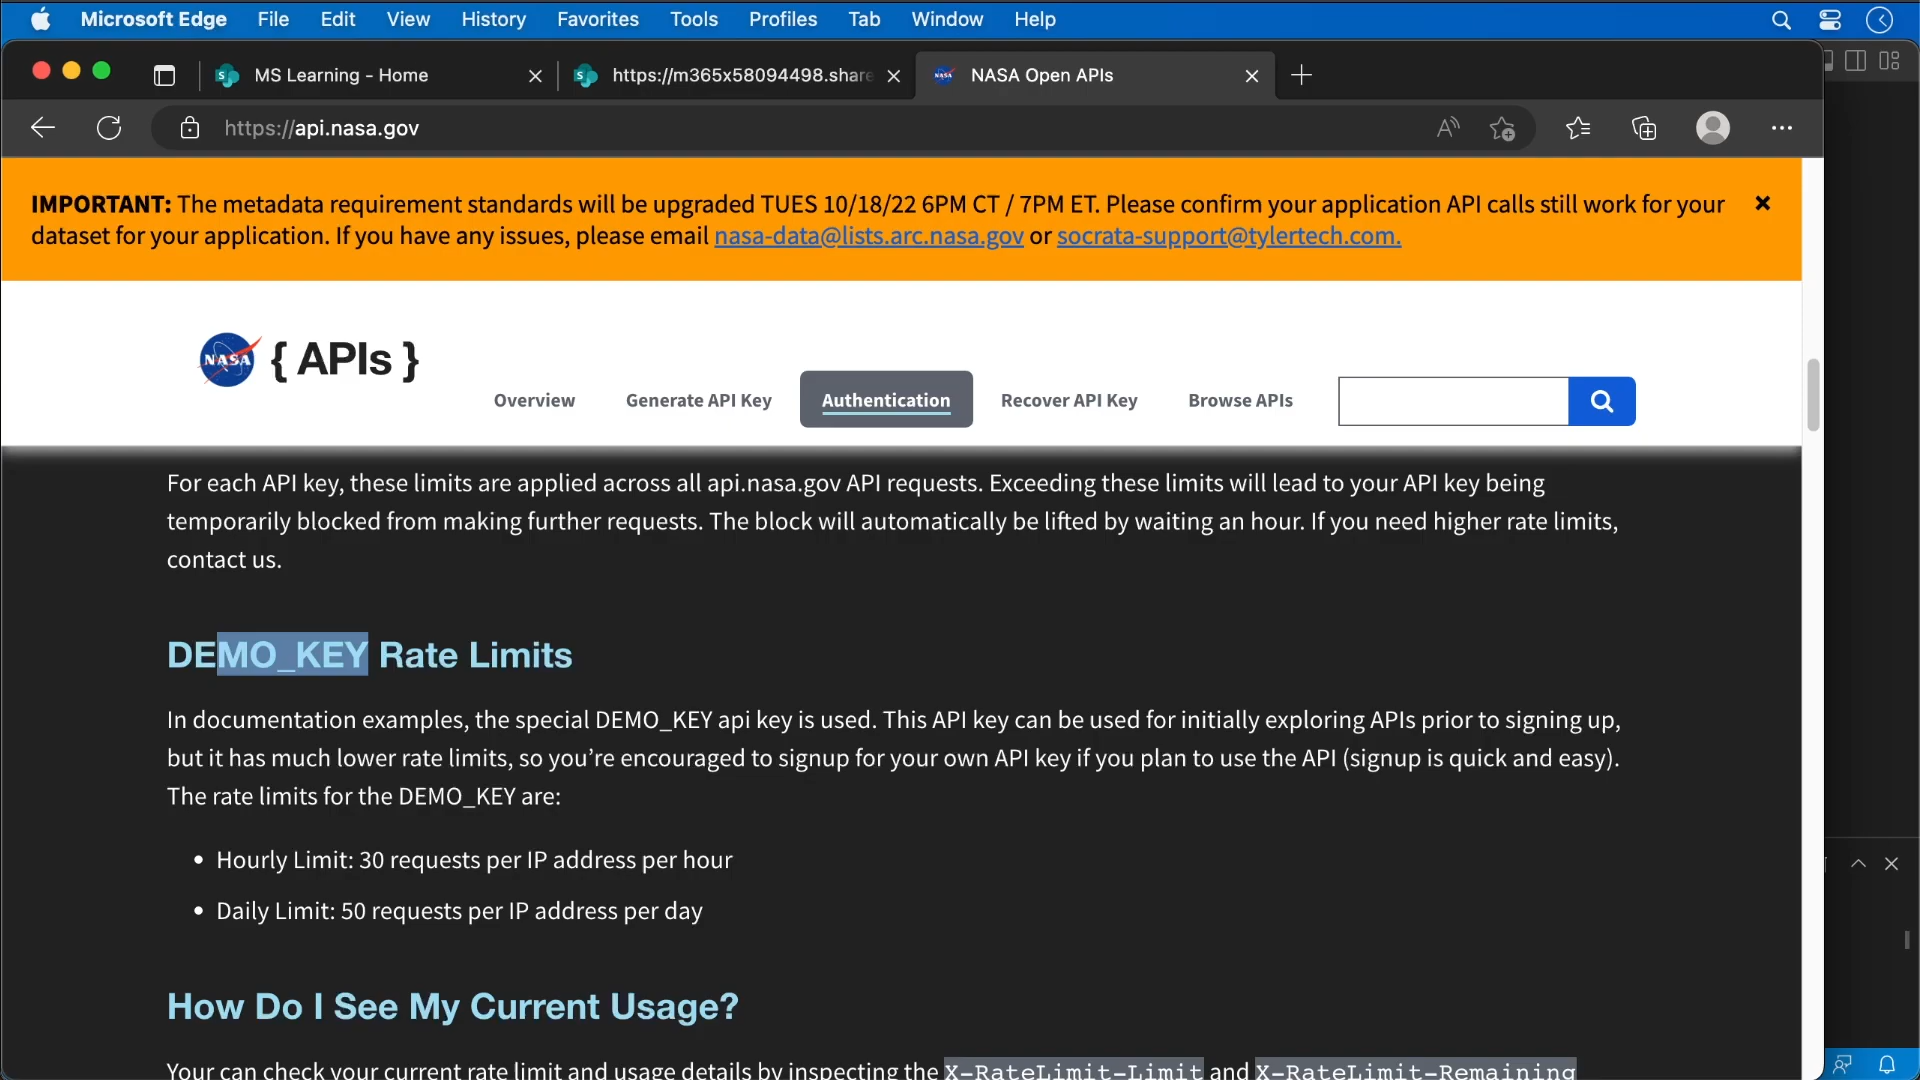 Microsoft Edge File Edit View History Favorites Tools Profiles Tab Window Help
MS Learning - Home
https://m365x58094498.share
NASA Open APIs
https://api.nasa.gov
IMPORTANT: The metadata requirement standards will be upgraded TUES 10/18/22 6PM CT / 7PM ET. Please confirm your application API calls still work for your
dataset for your application. If you have any issues, please email nasa-data@lists.arc.nasa.gov or socrata-support@tylertech.com.
NASA { APIs }
Overview Generate API Key Authentication Recover API Key Browse APIs
For each API key, these limits are applied across all api.nasa.gov API requests. Exceeding these limits will lead to your API key being
temporarily blocked from making further requests. The block will automatically be lifted by waiting an hour. If you need higher rate limits,
contact us.
DEMO_KEY Rate Limits
In documentation examples, the special DEMO_KEY api key is used. This API key can be used for initially exploring APIs prior to signing up,
but it has much lower rate limits, so you’re encouraged to signup for your own API key if you plan to use the API (signup is quick and easy).
The rate limits for the DEMO_KEY are:
• Hourly Limit: 30 requests per IP address per hour
• Daily Limit: 50 requests per IP address per day
How Do I See My Current Usage?
Your can check your current rate limit and usage details by inspecting the X-RateLimit-Limit and X-RateLimit-Remaining